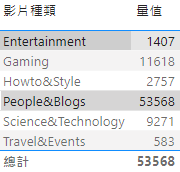 影片種類 量值
Entertainment 1407
Gaming 11618
Howto&Style 2757
People&Blogs 53568
Science&Technology 9271
Travel&Events 583
總計 53568